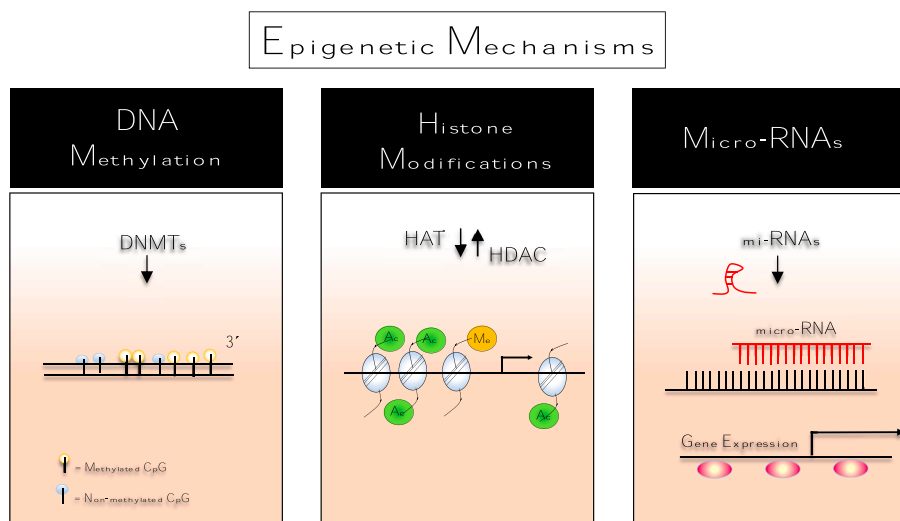 Epigenetic Mechanisms
DNA
Methylation
DNMTs
3´
= Methylated CpG
= Non-methylated CpG
Histone
Modifications
HAT
HDAC
Ac
Ac
Me
Ac
Ac
Micro-RNAs
mi-RNAs
micro-RNA
Gene Expression